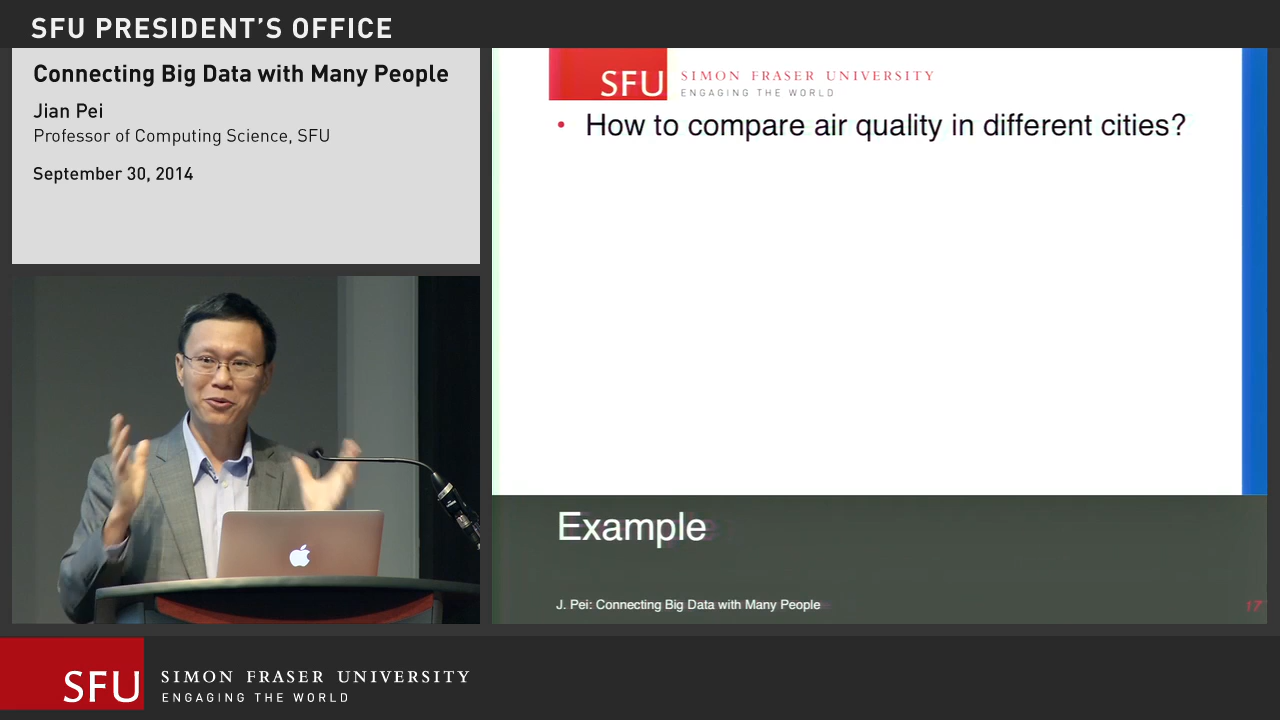 SFU PRESIDENT'S OFFICE
Connecting Big Data with Many People
Jian Pei
Professor of Computing Science, SFU
September 30, 2014
SFU SIMON FRASER UNIVERSITY
ENGAGING THE WORLD
• How to compare air quality in different cities?
Example
J. Pei: Connecting Big Data with Many People
17
SFU SIMON FRASER UNIVERSITY
ENGAGING THE WORLD